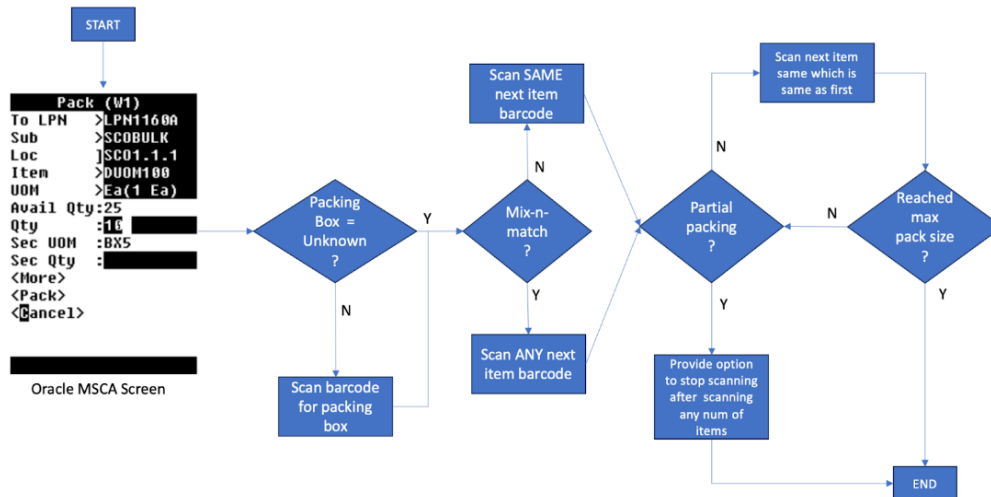 START
Pack (W1)
To LPN >LPN1160A
Sub >SCOBULK
Loc ]SCO1.1.1
Item >DUOM100
UOM >Ea(1 Ea)
Avail Qty:25
Qty :10
Sec UOM :BX5
Sec Qty :
<More>
<Pack>
<Cancel>
Oracle MSCA Screen
Packing
Box =
Unknown
?
Y
N
Scan barcode
for packing
box
Scan SAME
next item
barcode
N
Mix-n-
match
?
Y
Scan ANY next
item barcode
Scan next item
same which is
same as first
N
Partial
packing
?
Y
Provide option
to stop scanning
after scanning
any num of
items
N
Reached
max
pack size
?
Y
END